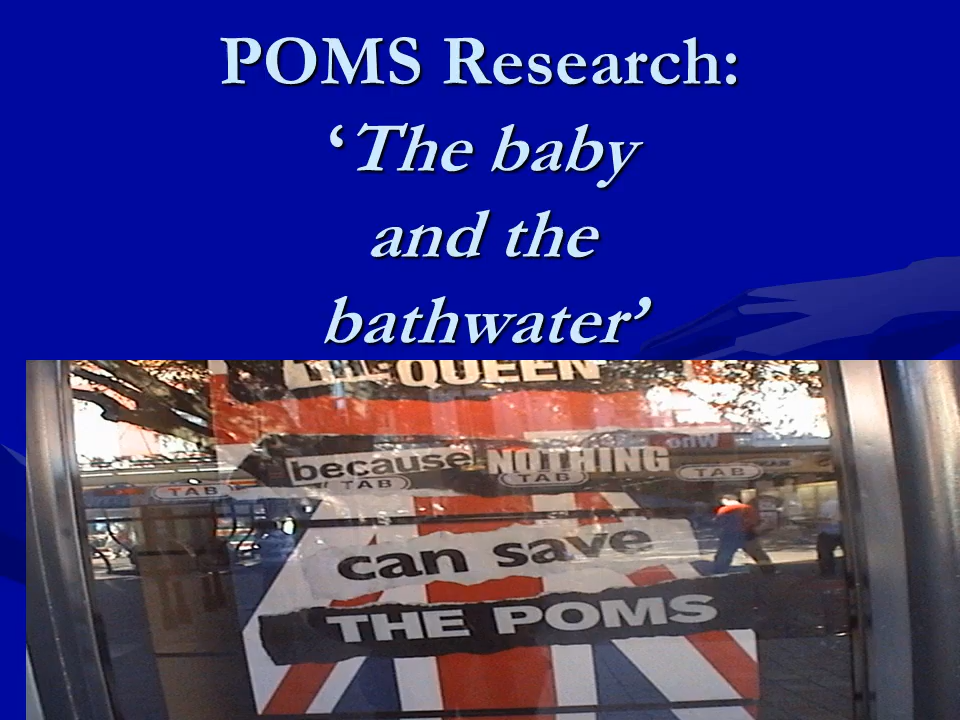 POMS Research:
‘The baby
and the
bathwater’
QUEEN
because NOTHING
TAB TAB TAB TAB
can save
THE POMS